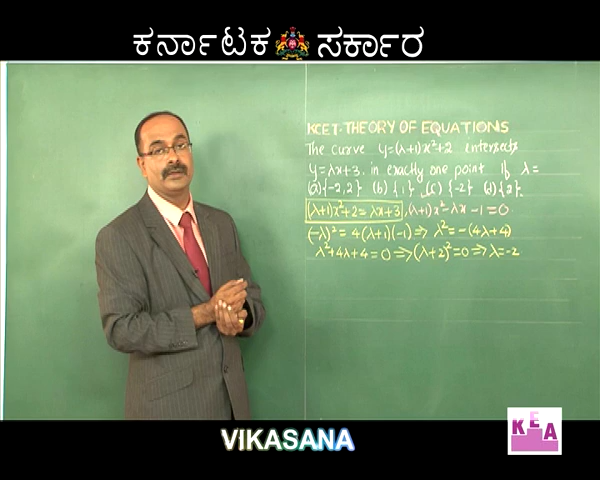 ಕರ್ನಾಟಕ ಸರ್ಕಾರ
KCET-THEORY OF EQUATIONS
The curve y=(λ+1)x²+2 intersects
y=λx+3 in exactly one point if λ=
(a){-2,2} (b) {1} (c) {-2} (d){2}.
(λ+1)x²+2=λx+3, (λ+1)x²-λx-1=0
(-λ)²=4(λ+1)(-1)⇒λ²=-(4λ+4)
λ²+4λ+4=0⇒(λ+2)²=0⇒λ=-2
VIKASANA
KEA